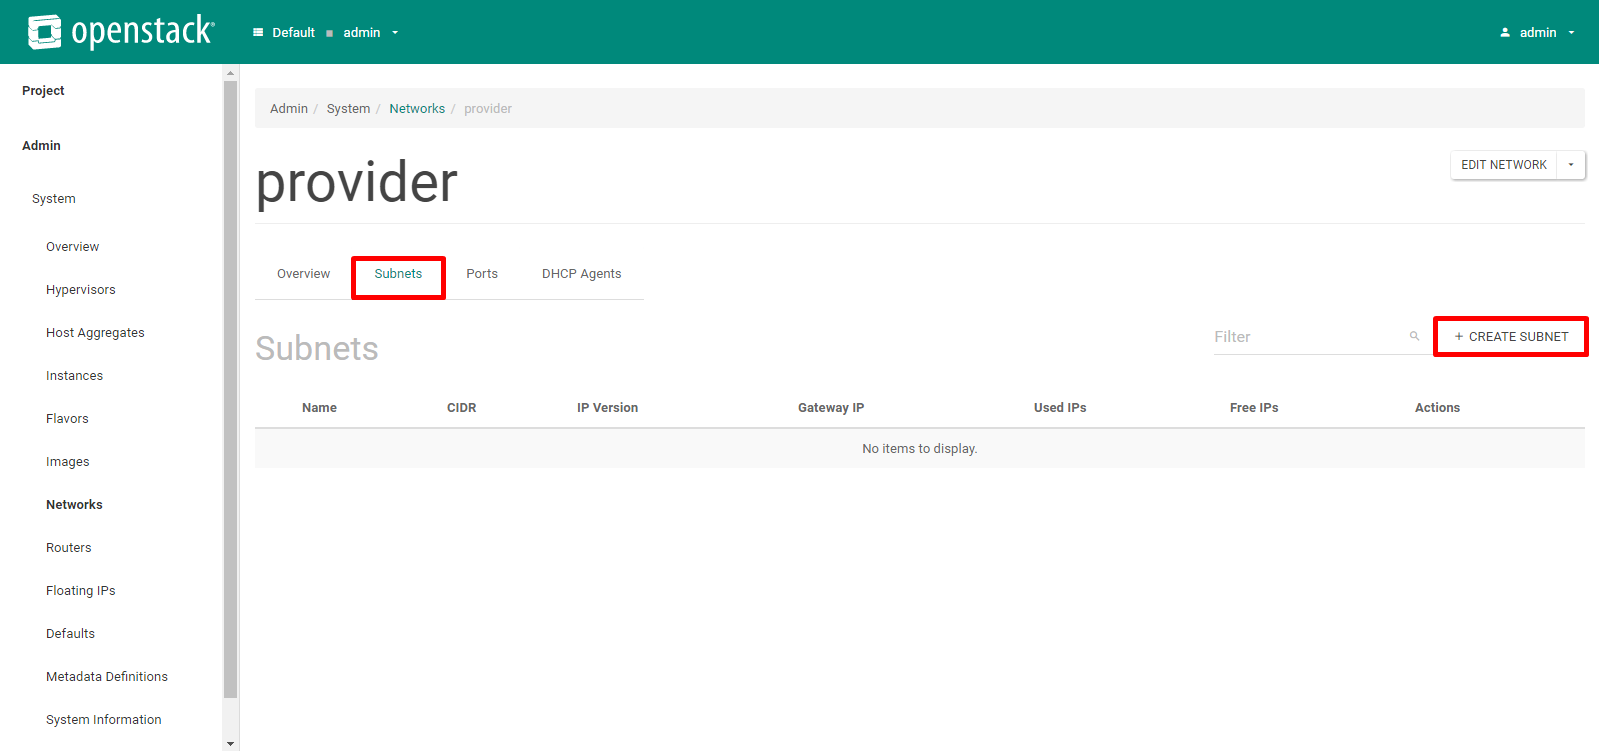 openstack
Default admin
admin
Project
Admin
System
Overview
Hypervisors
Host Aggregates
Instances
Flavors
Images
Networks
Routers
Floating IPs
Defaults
Metadata Definitions
System Information
Admin / System / Networks / provider
provider
EDIT NETWORK
Overview Subnets Ports DHCP Agents
Subnets
Filter
+ CREATE SUBNET
Name CIDR IP Version Gateway IP Used IPs Free IPs Actions
No items to display.